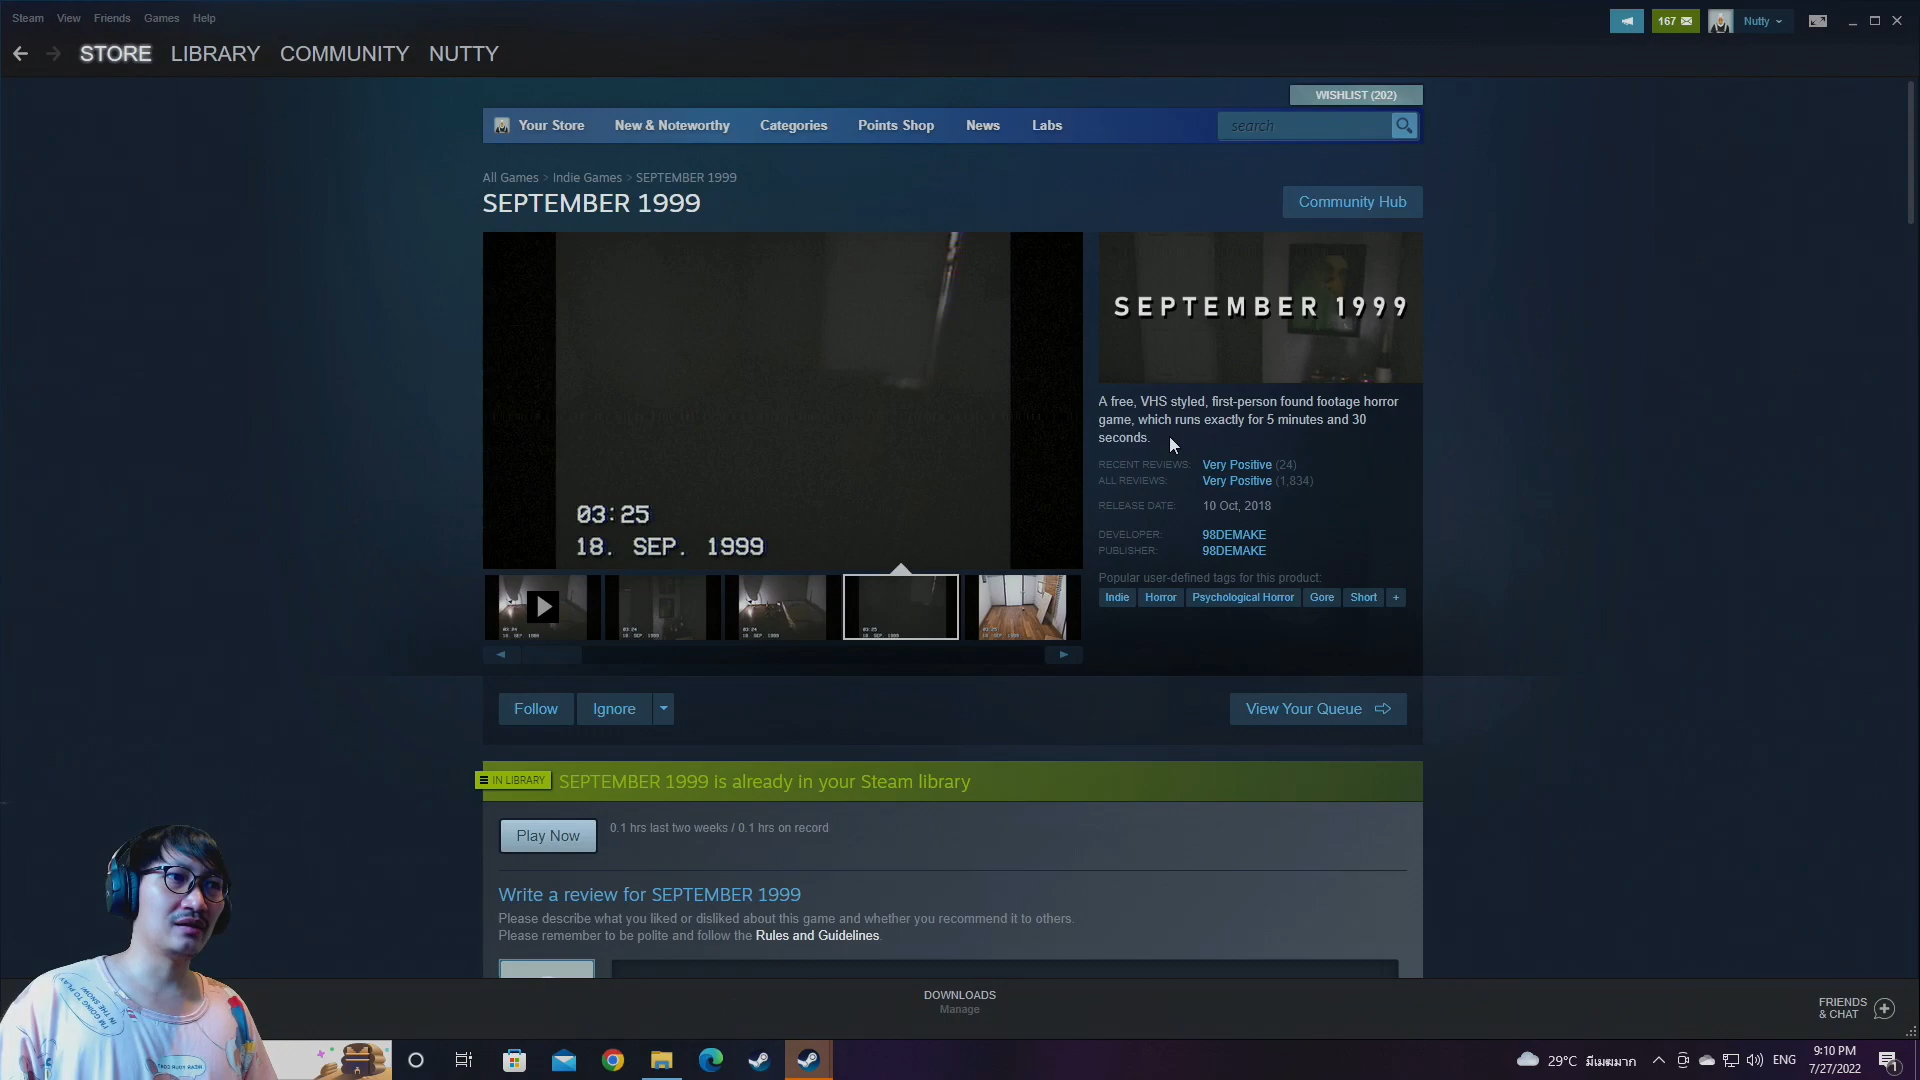 Steam View Friends Games Help
167
Nutty
STORE LIBRARY COMMUNITY NUTTY
WISHLIST (202)
Your Store New & Noteworthy Categories Points Shop News Labs
search
All Games > Indie Games > SEPTEMBER 1999
SEPTEMBER 1999
Community Hub
SEPTEMBER 1999
A free, VHS styled, first-person found footage horror
game, which runs exactly for 5 minutes and 30
seconds.
RECENT REVIEWS: Very Positive (24)
ALL REVIEWS: Very Positive (1,834)
RELEASE DATE: 10 Oct, 2018
DEVELOPER: 98DEMAKE
PUBLISHER: 98DEMAKE
Popular user-defined tags for this product:
Indie Horror Psychological Horror Gore Short +
03:25
18. SEP. 1999
Follow Ignore
View Your Queue
IN LIBRARY
SEPTEMBER 1999 is already in your Steam library
Play Now
0.1 hrs last two weeks / 0.1 hrs on record
Write a review for SEPTEMBER 1999
Please describe what you liked or disliked about this game and whether you recommend it to others.
Please remember to be polite and follow the Rules and Guidelines.
DOWNLOADS
Manage
FRIENDS
& CHAT
I'M GOING TO PLAY
IN THE SNOW!
29°C มีเมฆมาก
ENG
9:10 PM
7/27/2022
1